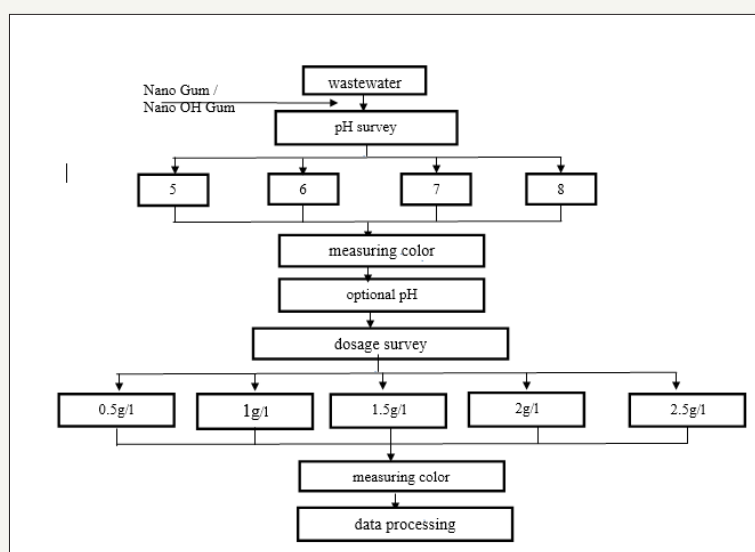 wastewater
Nano Gum /
Nano OH Gum
pH survey
5
6
7
8
measuring color
optional pH
dosage survey
0.5g/l
1g/l
1.5g/l
2g/l
2.5g/l
measuring color
data processing